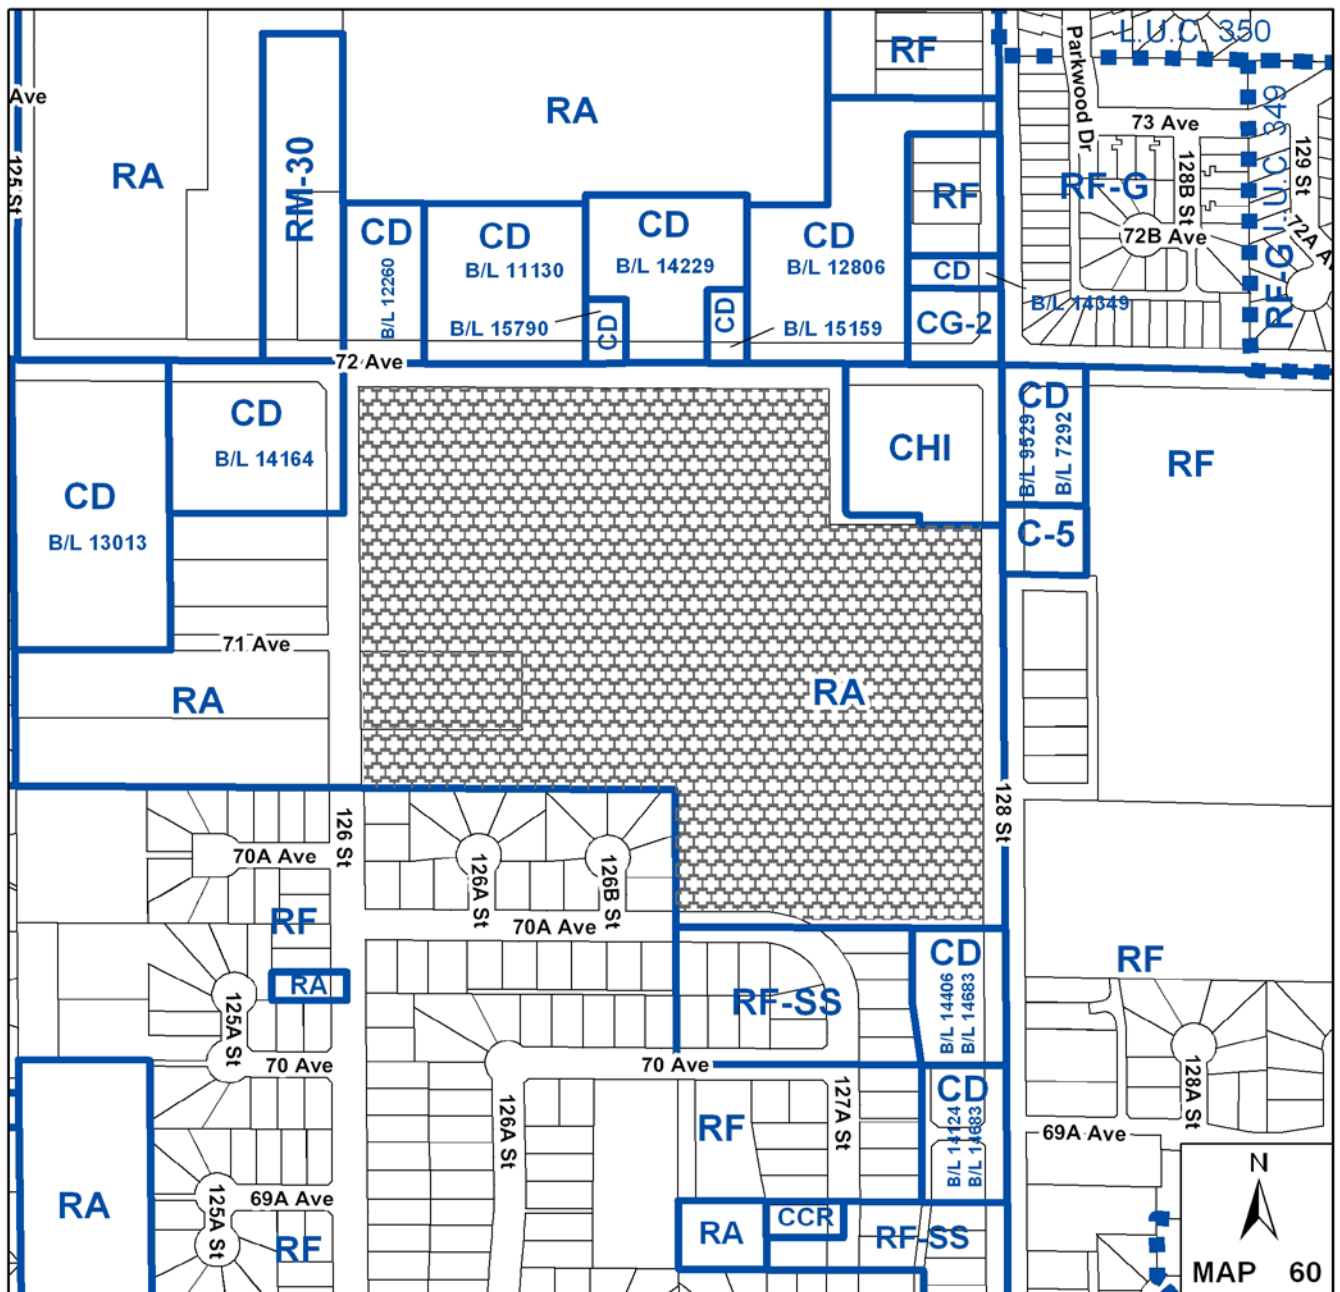 L.U.C. 350
Parkwood Dr
RF
Ave
RA
RA
RM-30
73 Ave
L.U.C. 349
129 St
128B St
125 St
RF-G
RF
72B Ave
72A Av
RF-G
CD
B/L 12260
CD
B/L 11130
CD
B/L 14229
CD
B/L 12806
CD
B/L 14349
B/L 15790
CD
CD
B/L 15159
CG-2
72 Ave
CD
B/L 14164
CHI
CD
B/L 9529
B/L 7292
RF
CD
B/L 13013
C-5
71 Ave
RA
RA
128 St
126 St
70A Ave
126A St
126B St
RF
70A Ave
RA
RF-SS
CD
B/L 14406
B/L 14683
RF
125A St
70 Ave
70 Ave
128A St
126A St
127A St
RF
CD
B/L 14124
B/L 14683
69A Ave
RA
125A St
69A Ave
RF
RA
CCR
RF-SS
N
MAP 60